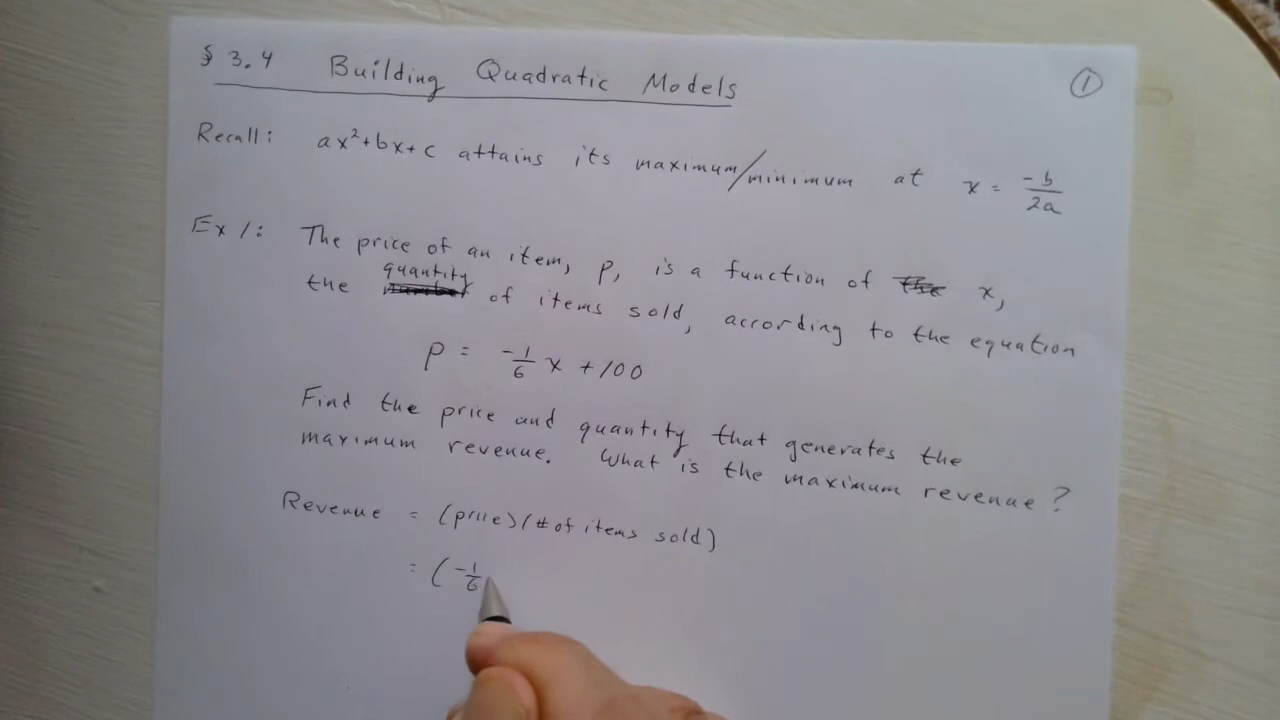 § 3.4 Building Quadratic Models ①
Recall: ax²+bx+c attains its maximum/minimum at x = -b/2a
Ex 1: The price of an item, p, is a function of x,
the quantity of items sold, according to the equation
p = -1/6 x + 100
Find the price and quantity that generates the
maximum revenue. What is the maximum revenue?
Revenue = (price)(# of items sold)
= (-1/6